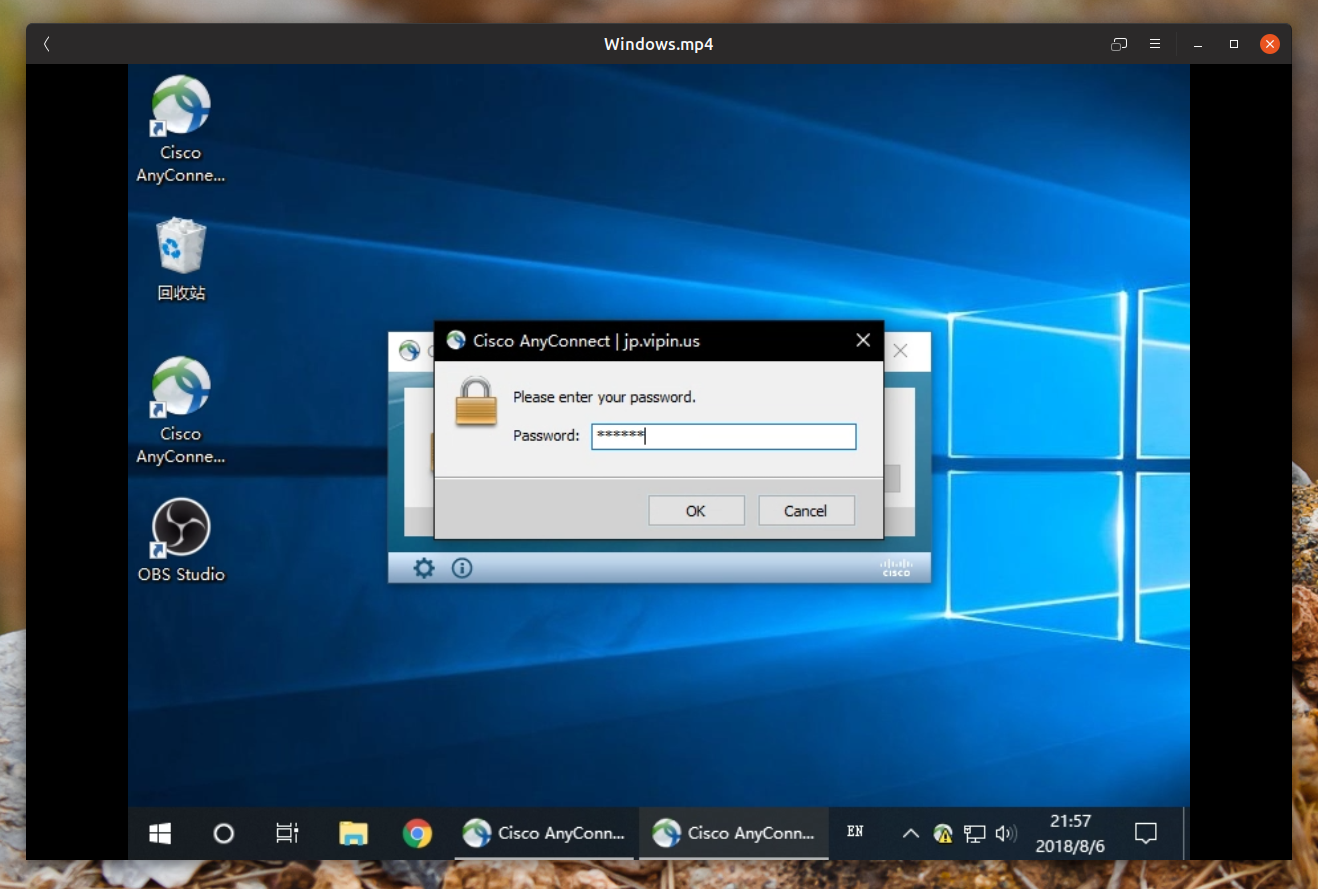 Windows.mp4
Cisco
AnyConne...
回收站
Cisco
AnyConne...
OBS Studio
Cisco AnyConnect | jp.vipin.us
Please enter your password.
Password: ******
OK
Cancel
cisco
Cisco AnyConn...
Cisco AnyConn...
EN
21:57
2018/8/6